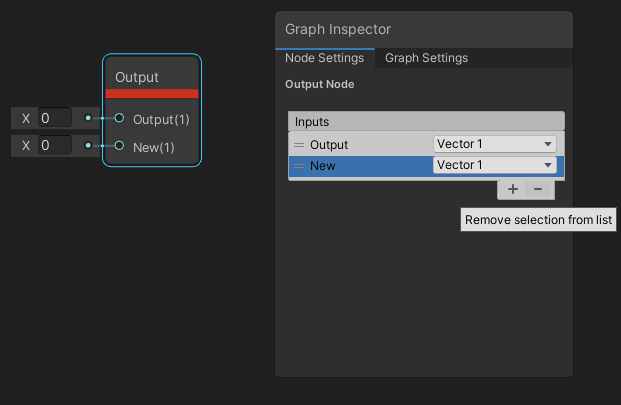 Graph Inspector
Node Settings Graph Settings
Output Node
Output
X 0 Output(1)
X 0 New(1)
Inputs
Output Vector 1
New Vector 1
+ −
Remove selection from list